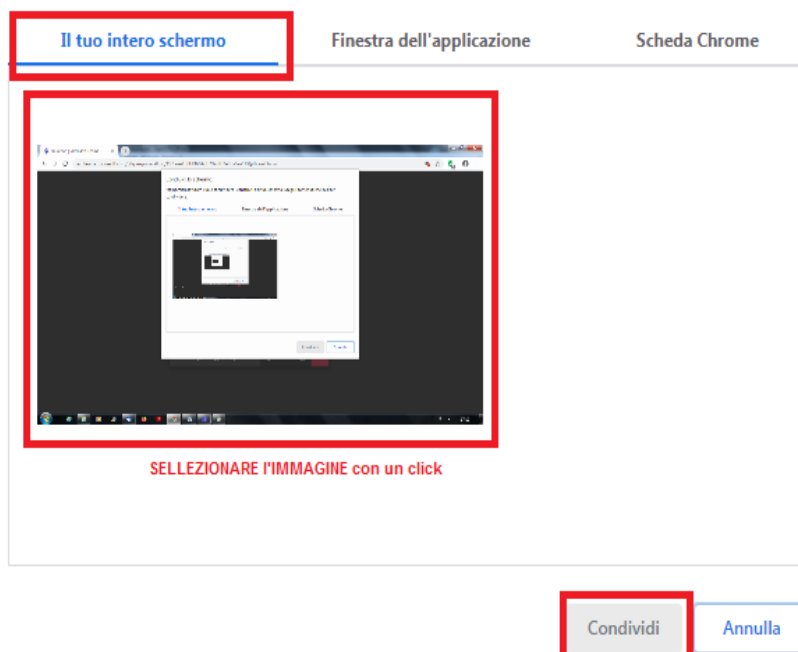 Il tuo intero schermo Finestra dell'applicazione Scheda Chrome
SELLEZIONARE l'IMMAGINE con un click
Condividi Annulla